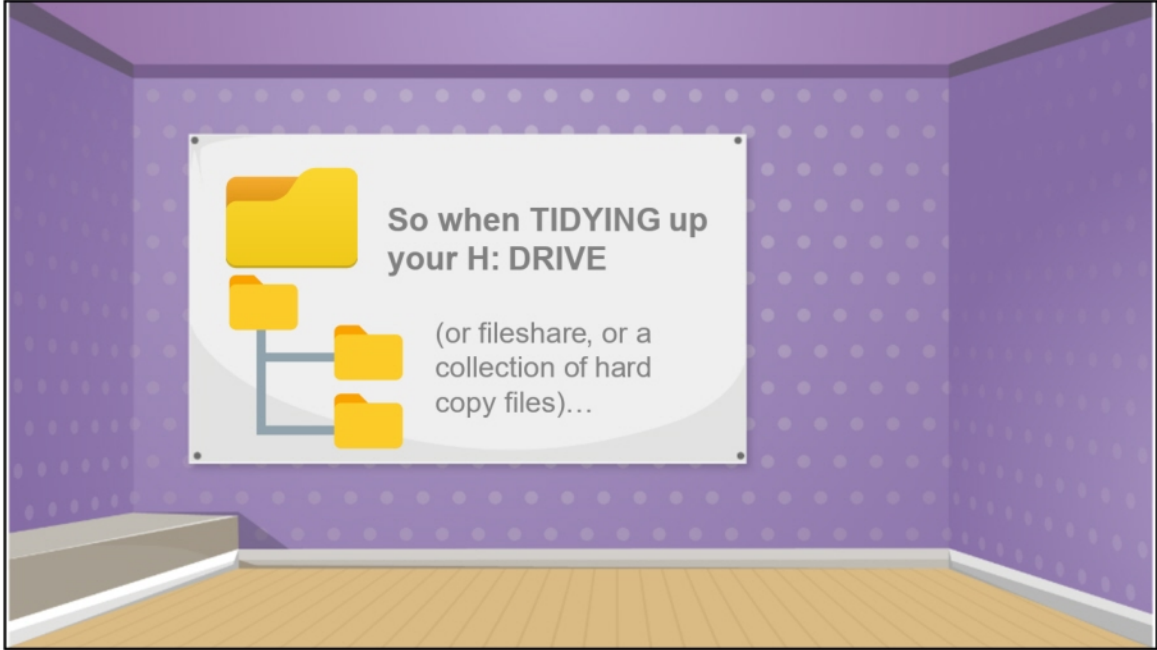 So when TIDYING up
your H: DRIVE
(or fileshare, or a
collection of hard
copy files)…